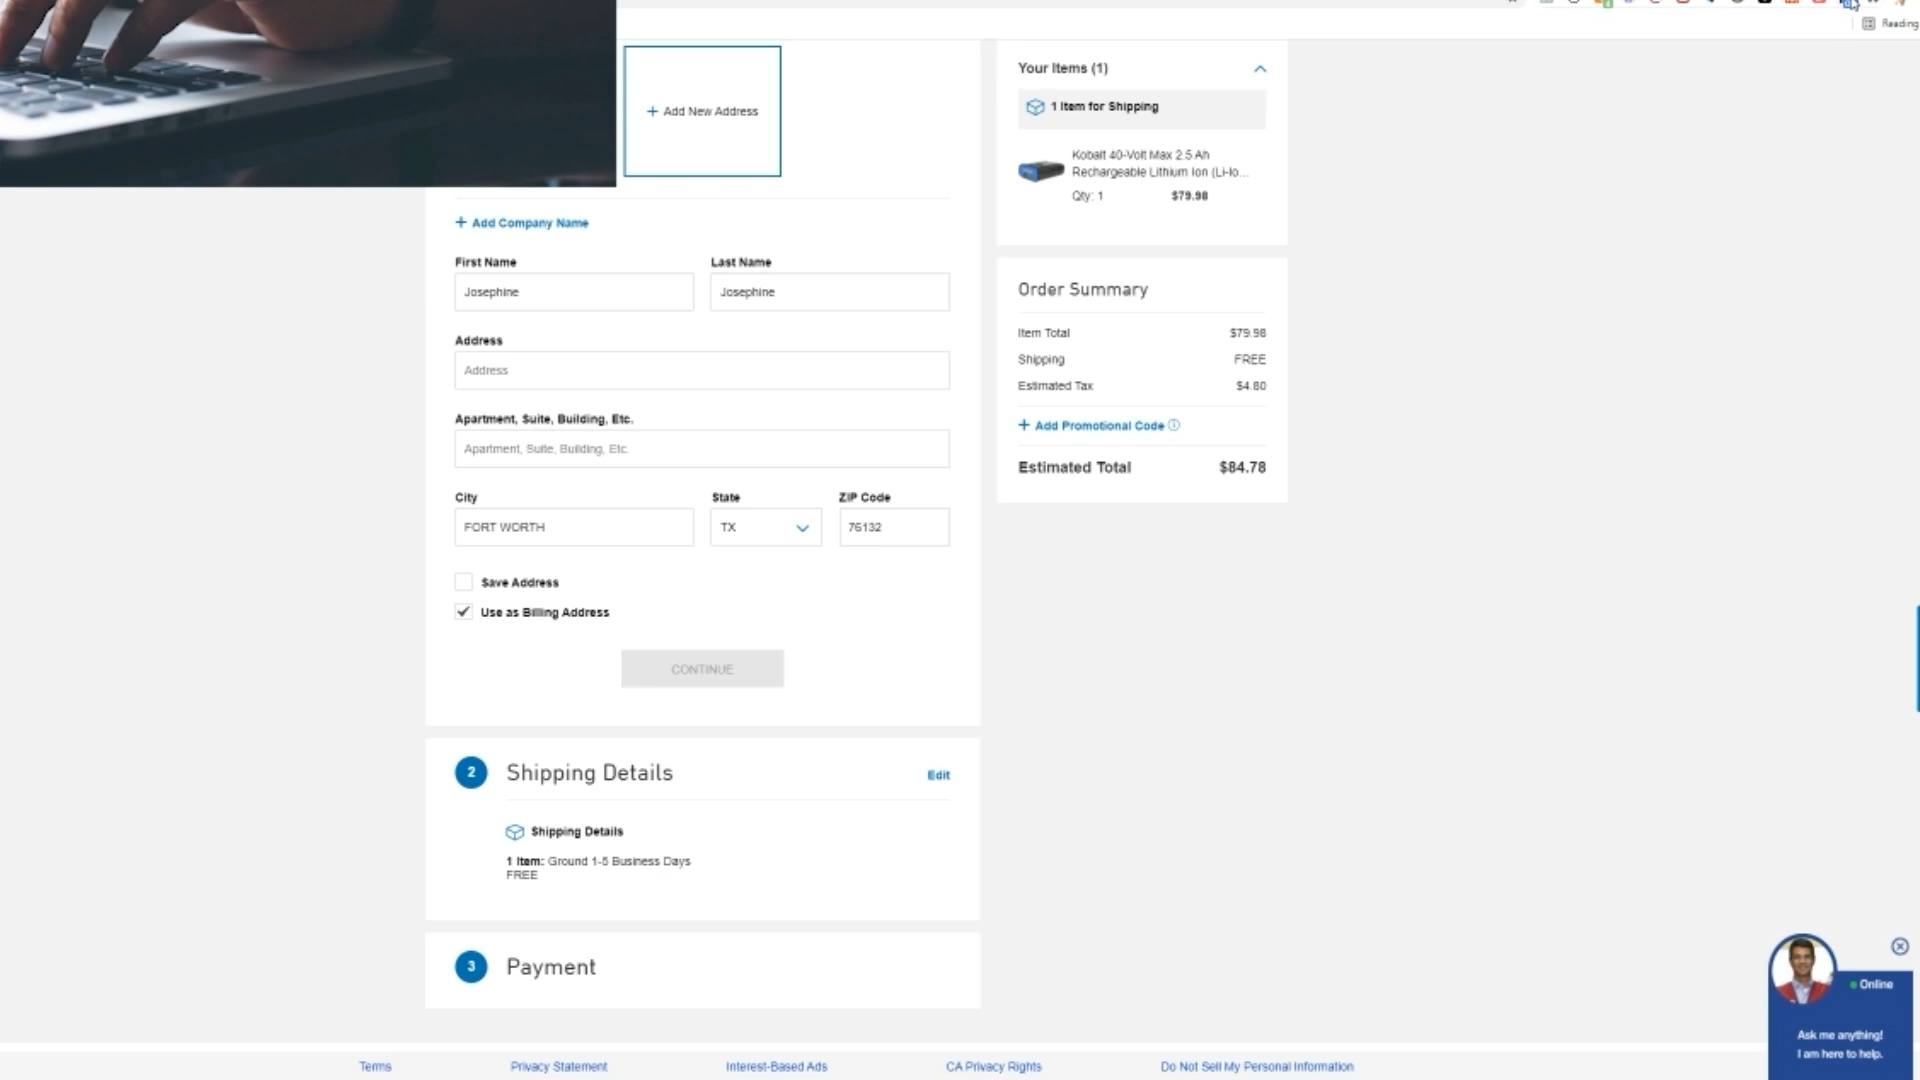 Reading
+ Add New Address
Your Items (1)
1 Item for Shipping
Kobalt 40-Volt Max 2.5 Ah
Rechargeable Lithium Ion (Li-Io...
Qty: 1 $79.98
+ Add Company Name
First Name Last Name
Josephine Josephine
Address
Address
Apartment, Suite, Building, Etc.
Apartment, Suite, Building, Etc.
City State ZIP Code
FORT WORTH TX 76132
Save Address
Use as Billing Address
CONTINUE
Order Summary
Item Total $79.98
Shipping FREE
Estimated Tax $4.80
+ Add Promotional Code
Estimated Total $84.78
2 Shipping Details Edit
Shipping Details
1 Item: Ground 1-5 Business Days
FREE
3 Payment
Online
Ask me anything!
I am here to help.
Terms Privacy Statement Interest-Based Ads CA Privacy Rights Do Not Sell My Personal Information